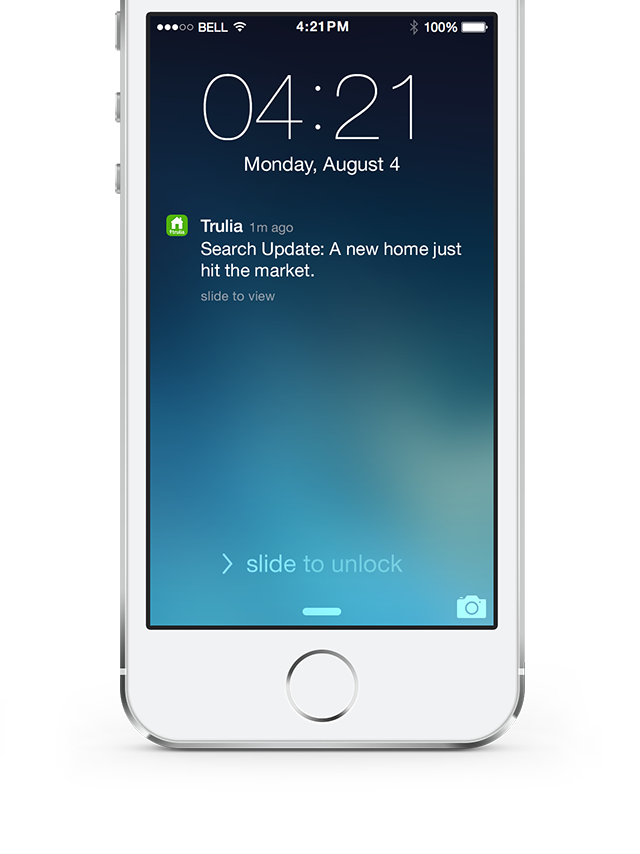 BELL 4:21PM 100%
04:21
Monday, August 4
Trulia 1m ago
Trulia
Search Update: A new home just
hit the market.
slide to view
slide to unlock